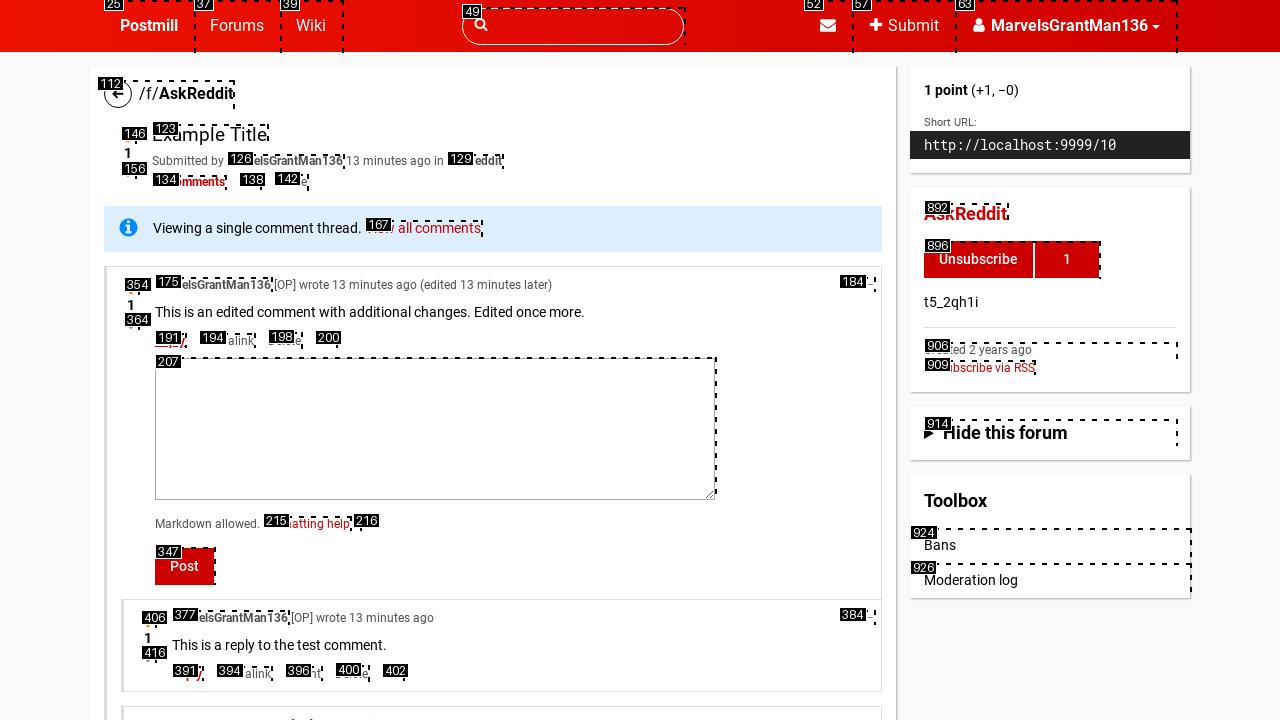 25 37 39 49 52 57 63
Postmill Forums Wiki Submit MarvelsGrantMan136
112
/f/AskReddit
123
Example Title
146
1
156
Submitted by 126 elsGrantMan136 13 minutes ago in 129 eddit
134 mments 138 142 e
Viewing a single comment thread. 167 all comments
354
1
364
175 elsGrantMan136 [OP] wrote 13 minutes ago (edited 13 minutes later) 184
This is an edited comment with additional changes. Edited once more.
191 194 alink 198 200
207
Markdown allowed. 215 atting help 216
347
Post
406
1
416
377 elsGrantMan136 [OP] wrote 13 minutes ago 384
This is a reply to the test comment.
391 394 alink 396 nt 400 402
1 point (+1, −0)
Short URL:
http://localhost:9999/10
892
AskReddit
896
Unsubscribe 1
t5_2qh1i
906
ted 2 years ago
909 bscribe via RSS
914
Hide this forum
Toolbox
924
Bans
926
Moderation log